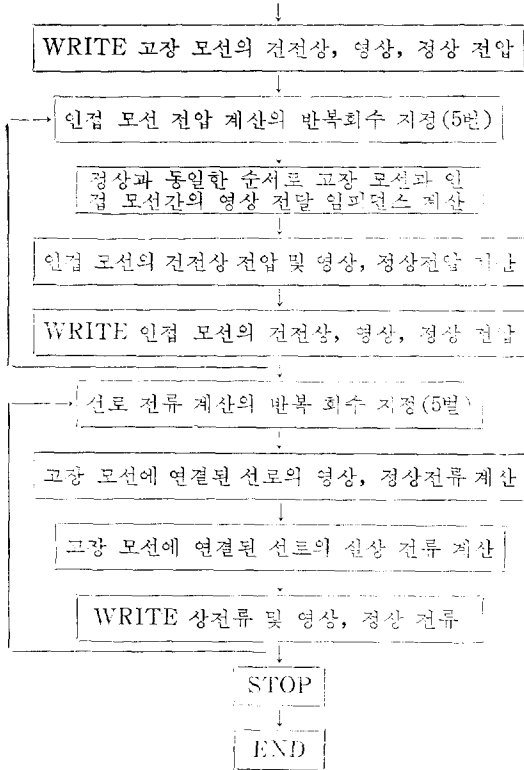 WRITE 고장 모선의 건전상, 영상, 정상 전압
인접 모선 전압 계산의 반복회수 지정(5번)
정상과 동일한 순서로 고장 모선과 인
접 모선간의 영상 전달 임피던스 계산
인접 모선의 건전상 전압 및 영상, 정상전압 계산
WRITE 인접 모선의 건전상, 영상, 정상 전압
선로 전류 계산의 반복 회수 지정(5번)
고장 모선에 연결된 선로의 영상, 정상전류 계산
고장 모선에 연결된 선로의 실상 전류 계산
WRITE 상전류 및 영상, 정상 전류
STOP
END